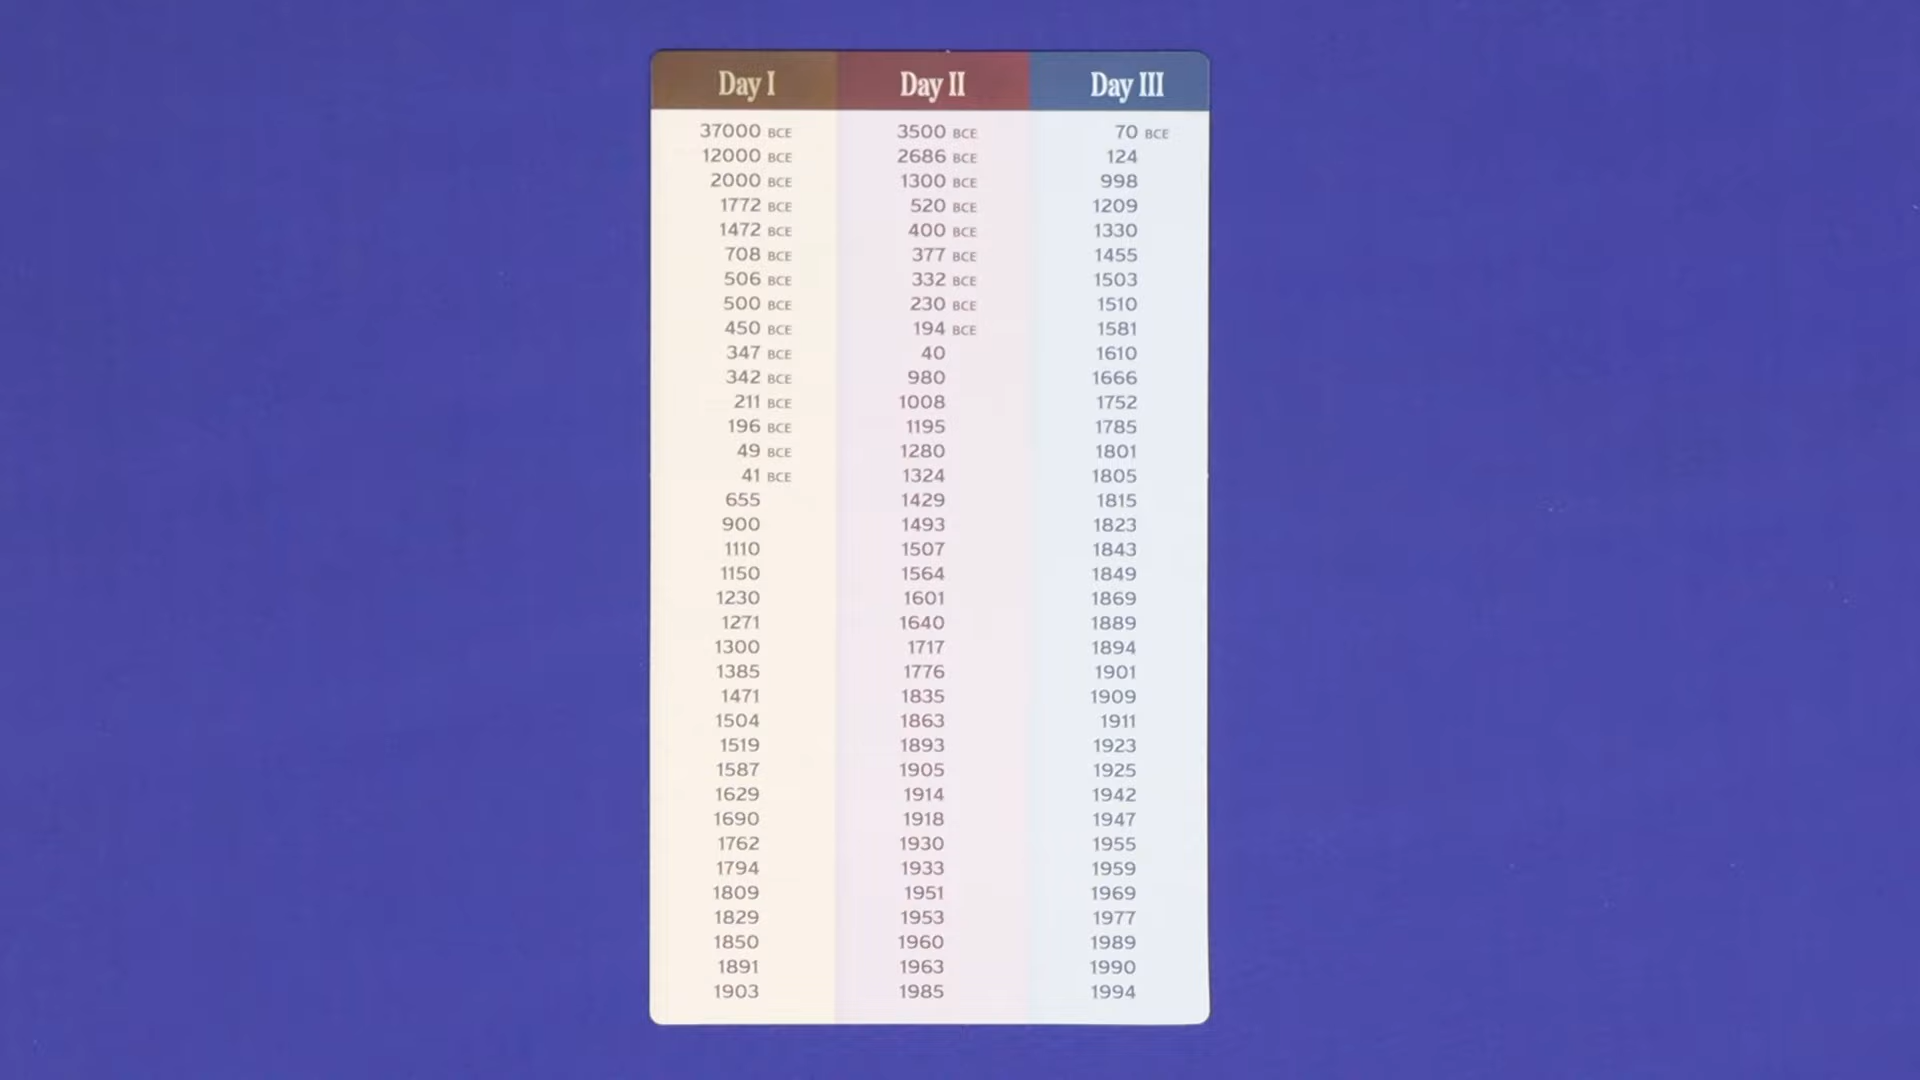 Day I Day II Day III
37000 BCE 3500 BCE 70 BCE
12000 BCE 2686 BCE 124
2000 BCE 1300 BCE 998
1772 BCE 520 BCE 1209
1472 BCE 400 BCE 1330
708 BCE 377 BCE 1455
506 BCE 332 BCE 1503
500 BCE 230 BCE 1510
450 BCE 194 BCE 1581
347 BCE 40 1610
342 BCE 980 1666
211 BCE 1008 1752
196 BCE 1195 1785
49 BCE 1280 1801
41 BCE 1324 1805
655 1429 1815
900 1493 1823
1110 1507 1843
1150 1564 1849
1230 1601 1869
1271 1640 1889
1300 1717 1894
1385 1776 1901
1471 1835 1909
1504 1863 1911
1519 1893 1923
1587 1905 1925
1629 1914 1942
1690 1918 1947
1762 1930 1955
1794 1933 1959
1809 1951 1969
1829 1953 1977
1850 1960 1989
1891 1963 1990
1903 1985 1994